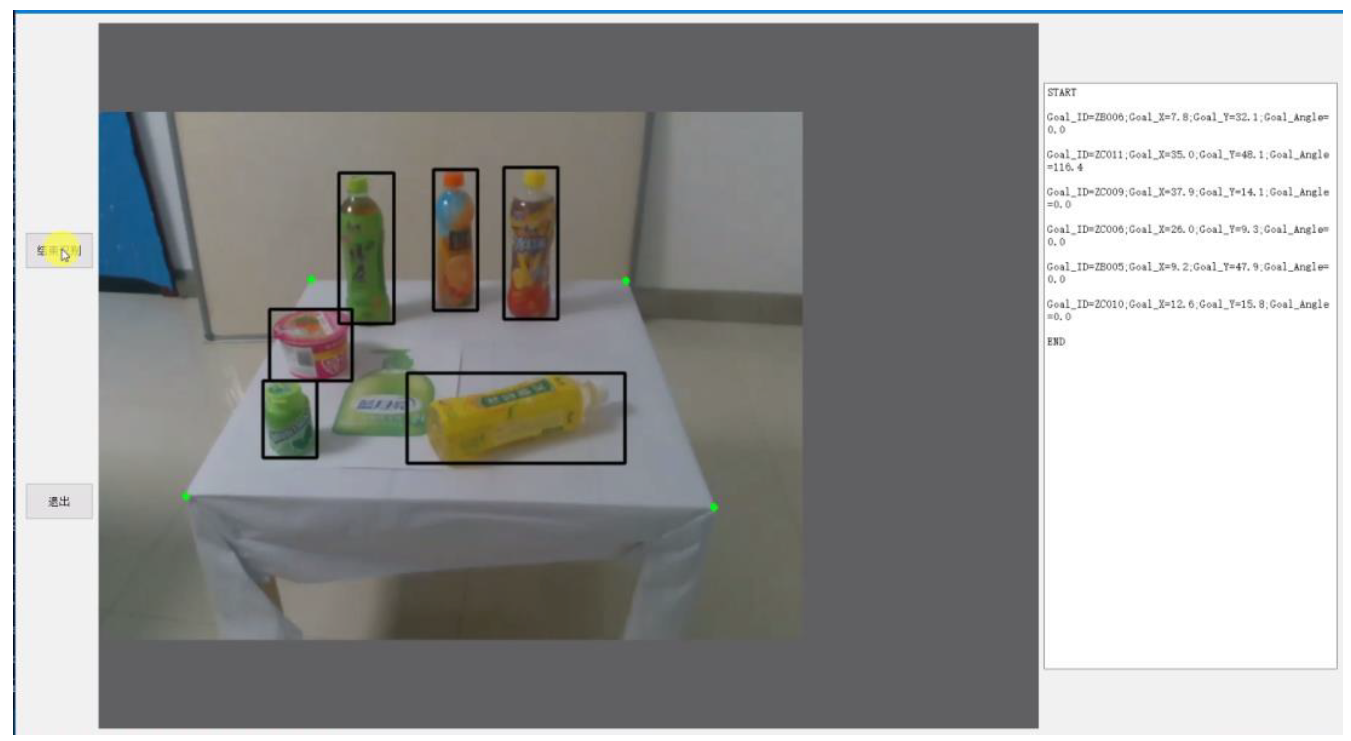 START
Goal_ID=ZB006;Goal_X=7.8;Goal_Y=32.1;Goal_Angle=
0.0
Goal_ID=ZC011;Goal_X=35.0;Goal_Y=48.1;Goal_Angle
=116.4
Goal_ID=ZC009;Goal_X=37.9;Goal_Y=14.1;Goal_Angle
=0.0
Goal_ID=ZC006;Goal_X=26.0;Goal_Y=9.3;Goal_Angle=
0.0
Goal_ID=ZB005;Goal_X=9.2;Goal_Y=47.9;Goal_Angle=
0.0
Goal_ID=ZC010;Goal_X=12.6;Goal_Y=15.8;Goal_Angle
=0.0
END
退出